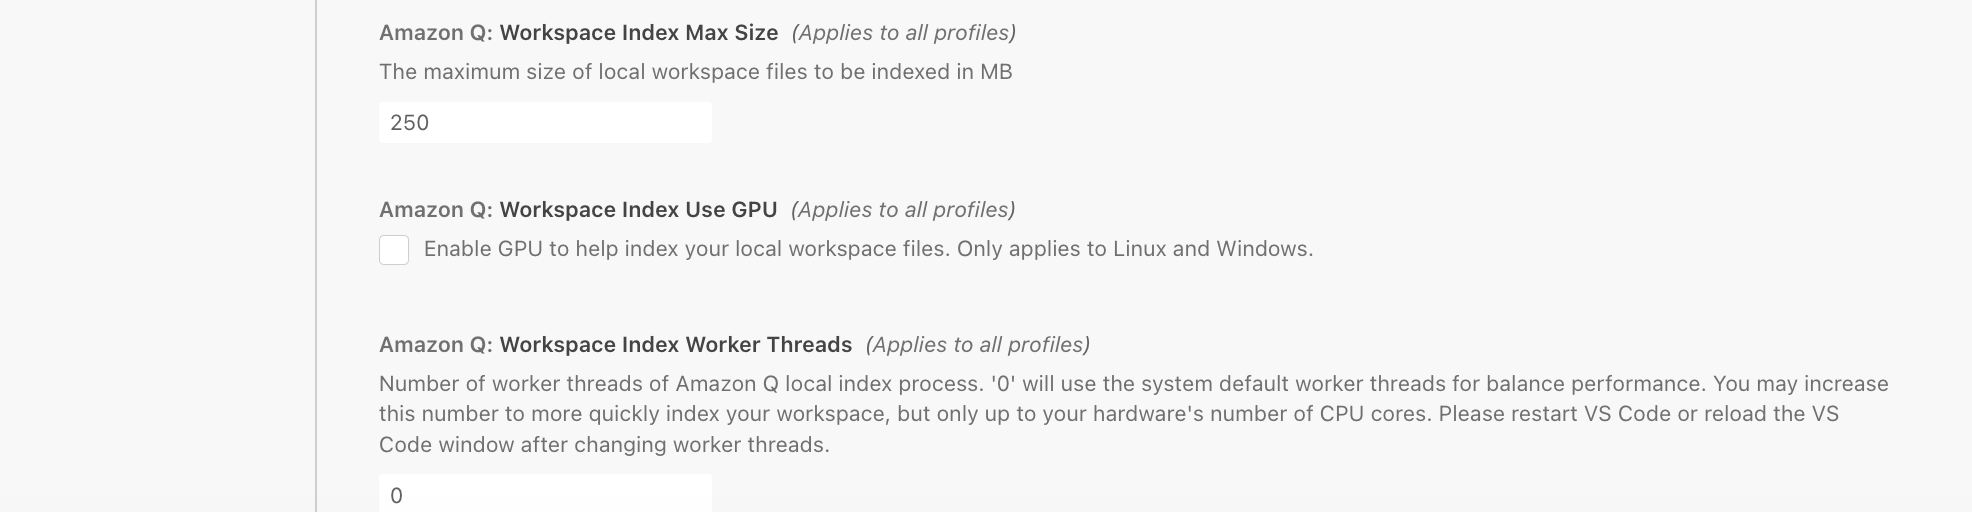 Amazon Q: Workspace Index Max Size (Applies to all profiles)
The maximum size of local workspace files to be indexed in MB
250
Amazon Q: Workspace Index Use GPU (Applies to all profiles)
Enable GPU to help index your local workspace files. Only applies to Linux and Windows.
Amazon Q: Workspace Index Worker Threads (Applies to all profiles)
Number of worker threads of Amazon Q local index process. '0' will use the system default worker threads for balance performance. You may increase
this number to more quickly index your workspace, but only up to your hardware's number of CPU cores. Please restart VS Code or reload the VS
Code window after changing worker threads.
0